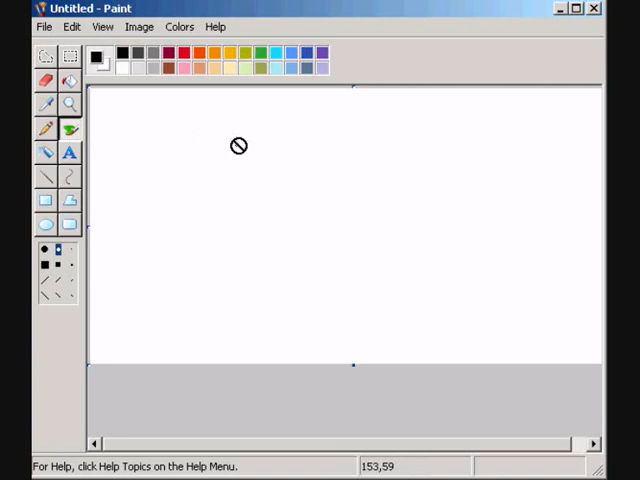 Untitled - Paint
File Edit View Image Colors Help
A
For Help, click Help Topics on the Help Menu.
153,59